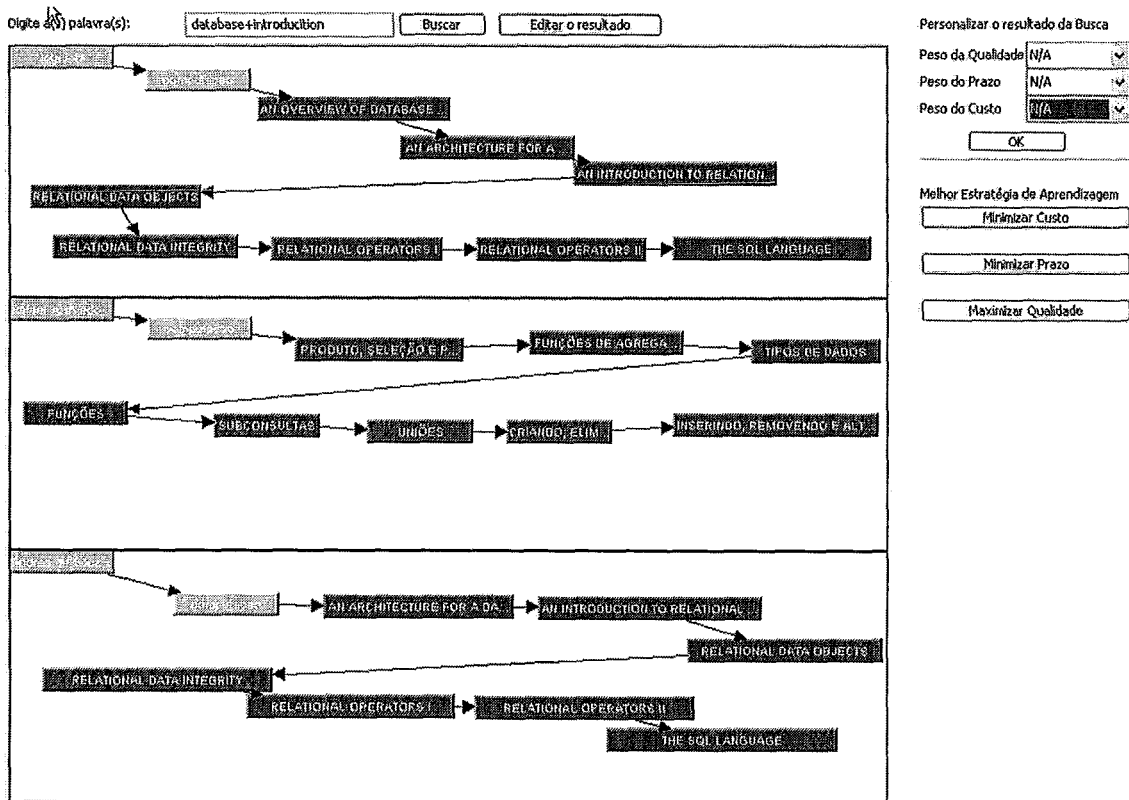 Digite a(s) palavra(s):
database+introducition
Buscar
Editar o resultado
AN OVERVIEW OF DATABASE...
AN ARCHITECTURE FOR A ...
AN INTRODUCTION TO RELATION...
RELATIONAL DATA OBJECTS
RELATIONAL DATA INTEGRITY
RELATIONAL OPERATORS I
RELATIONAL OPERATORS II
THE SQL LANGUAGE
PRODUTO, SELEÇÃO E P...
FUNÇÕES DE AGREGA...
TIPOS DE DADOS
FUNÇÕES
SUBCONSULTAS
UNIÕES
CRIANDO, ELIM...
INSERINDO, REMOVENDO E ALT...
AN ARCHITECTURE FOR A DA...
AN INTRODUCTION TO RELATIONAL ...
RELATIONAL DATA OBJECTS
RELATIONAL DATA INTEGRITY
RELATIONAL OPERATORS I
RELATIONAL OPERATORS II
THE SQL LANGUAGE
Personalizar o resultado da Busca
Peso da Qualidade N/A
Peso do Prazo N/A
Peso do Custo N/A
OK
Melhor Estratégia de Aprendizagem
Minimizar Custo
Minimizar Prazo
Maximizar Qualidade